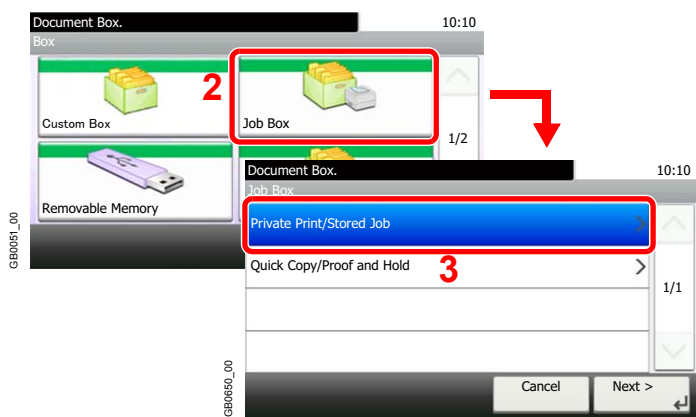 Document Box.
10:10
Box
2
Custom Box
Job Box
1/2
Removable Memory
GB0051_00
Document Box.
10:10
Job Box
Private Print/Stored Job
Quick Copy/Proof and Hold
3
1/1
Cancel
Next >
GB0650_00